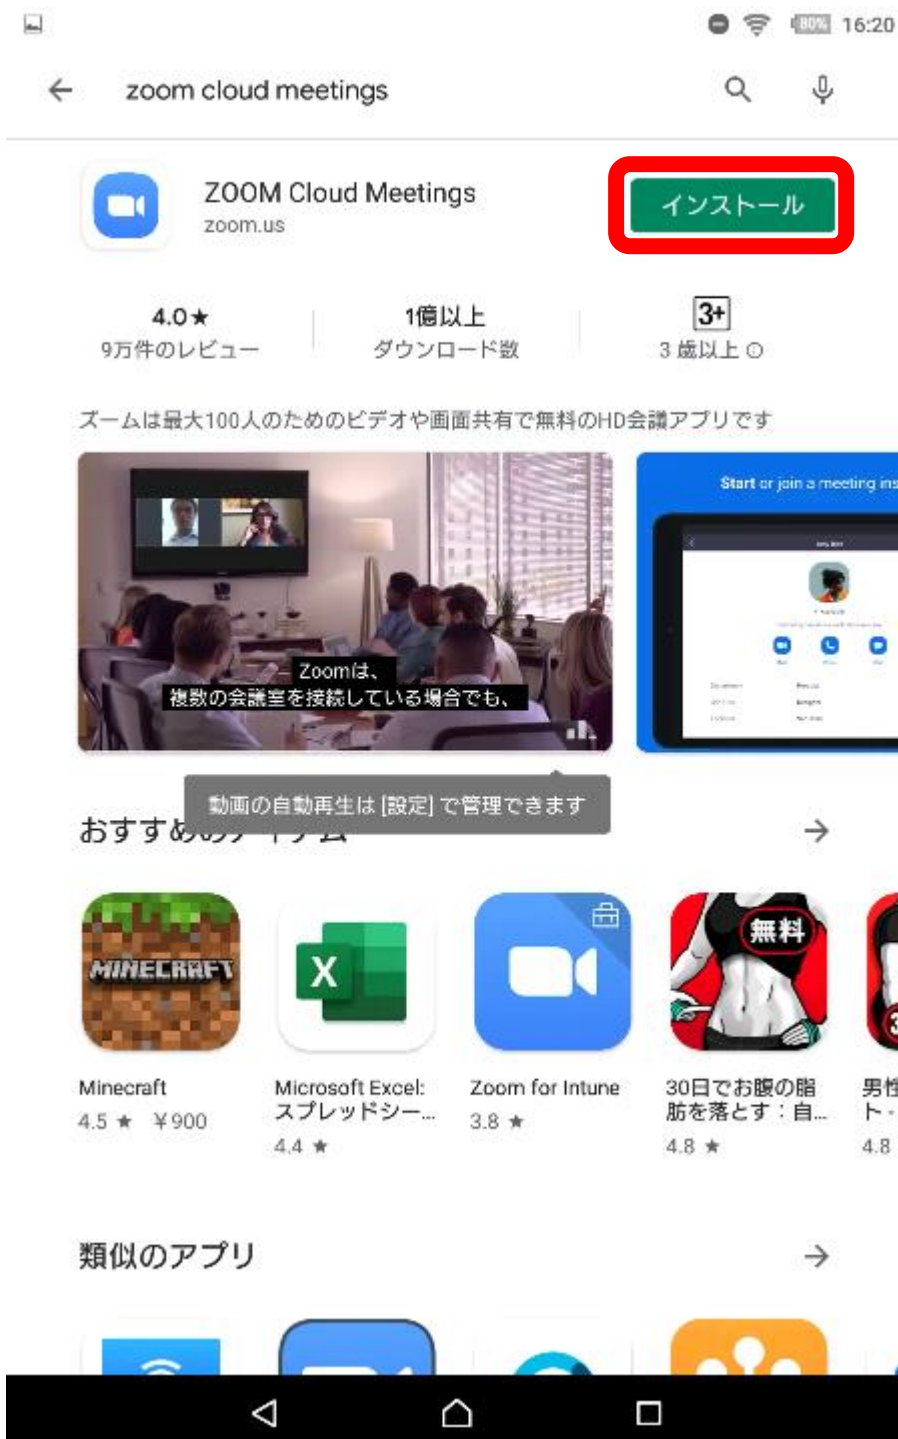 80% 16:20
zoom cloud meetings
ZOOM Cloud Meetings
zoom.us
インストール
4.0★
9万件のレビュー
1億以上
ダウンロード数
3+
3 歳以上
ズームは最大100人のためのビデオや画面共有で無料のHD会議アプリです
Zoomは、
複数の会議室を接続している場合でも、
Start or join a meeting ins
動画の自動再生は [設定] で管理できます
おすすめの
MINECRAFT
無料
Minecraft
4.5 ★ ¥900
Microsoft Excel:
スプレッドシー...
4.4 ★
Zoom for Intune
3.8 ★
30日でお腹の脂
肪を落とす：自...
4.8 ★
男性
ト -
4.8
類似のアプリ